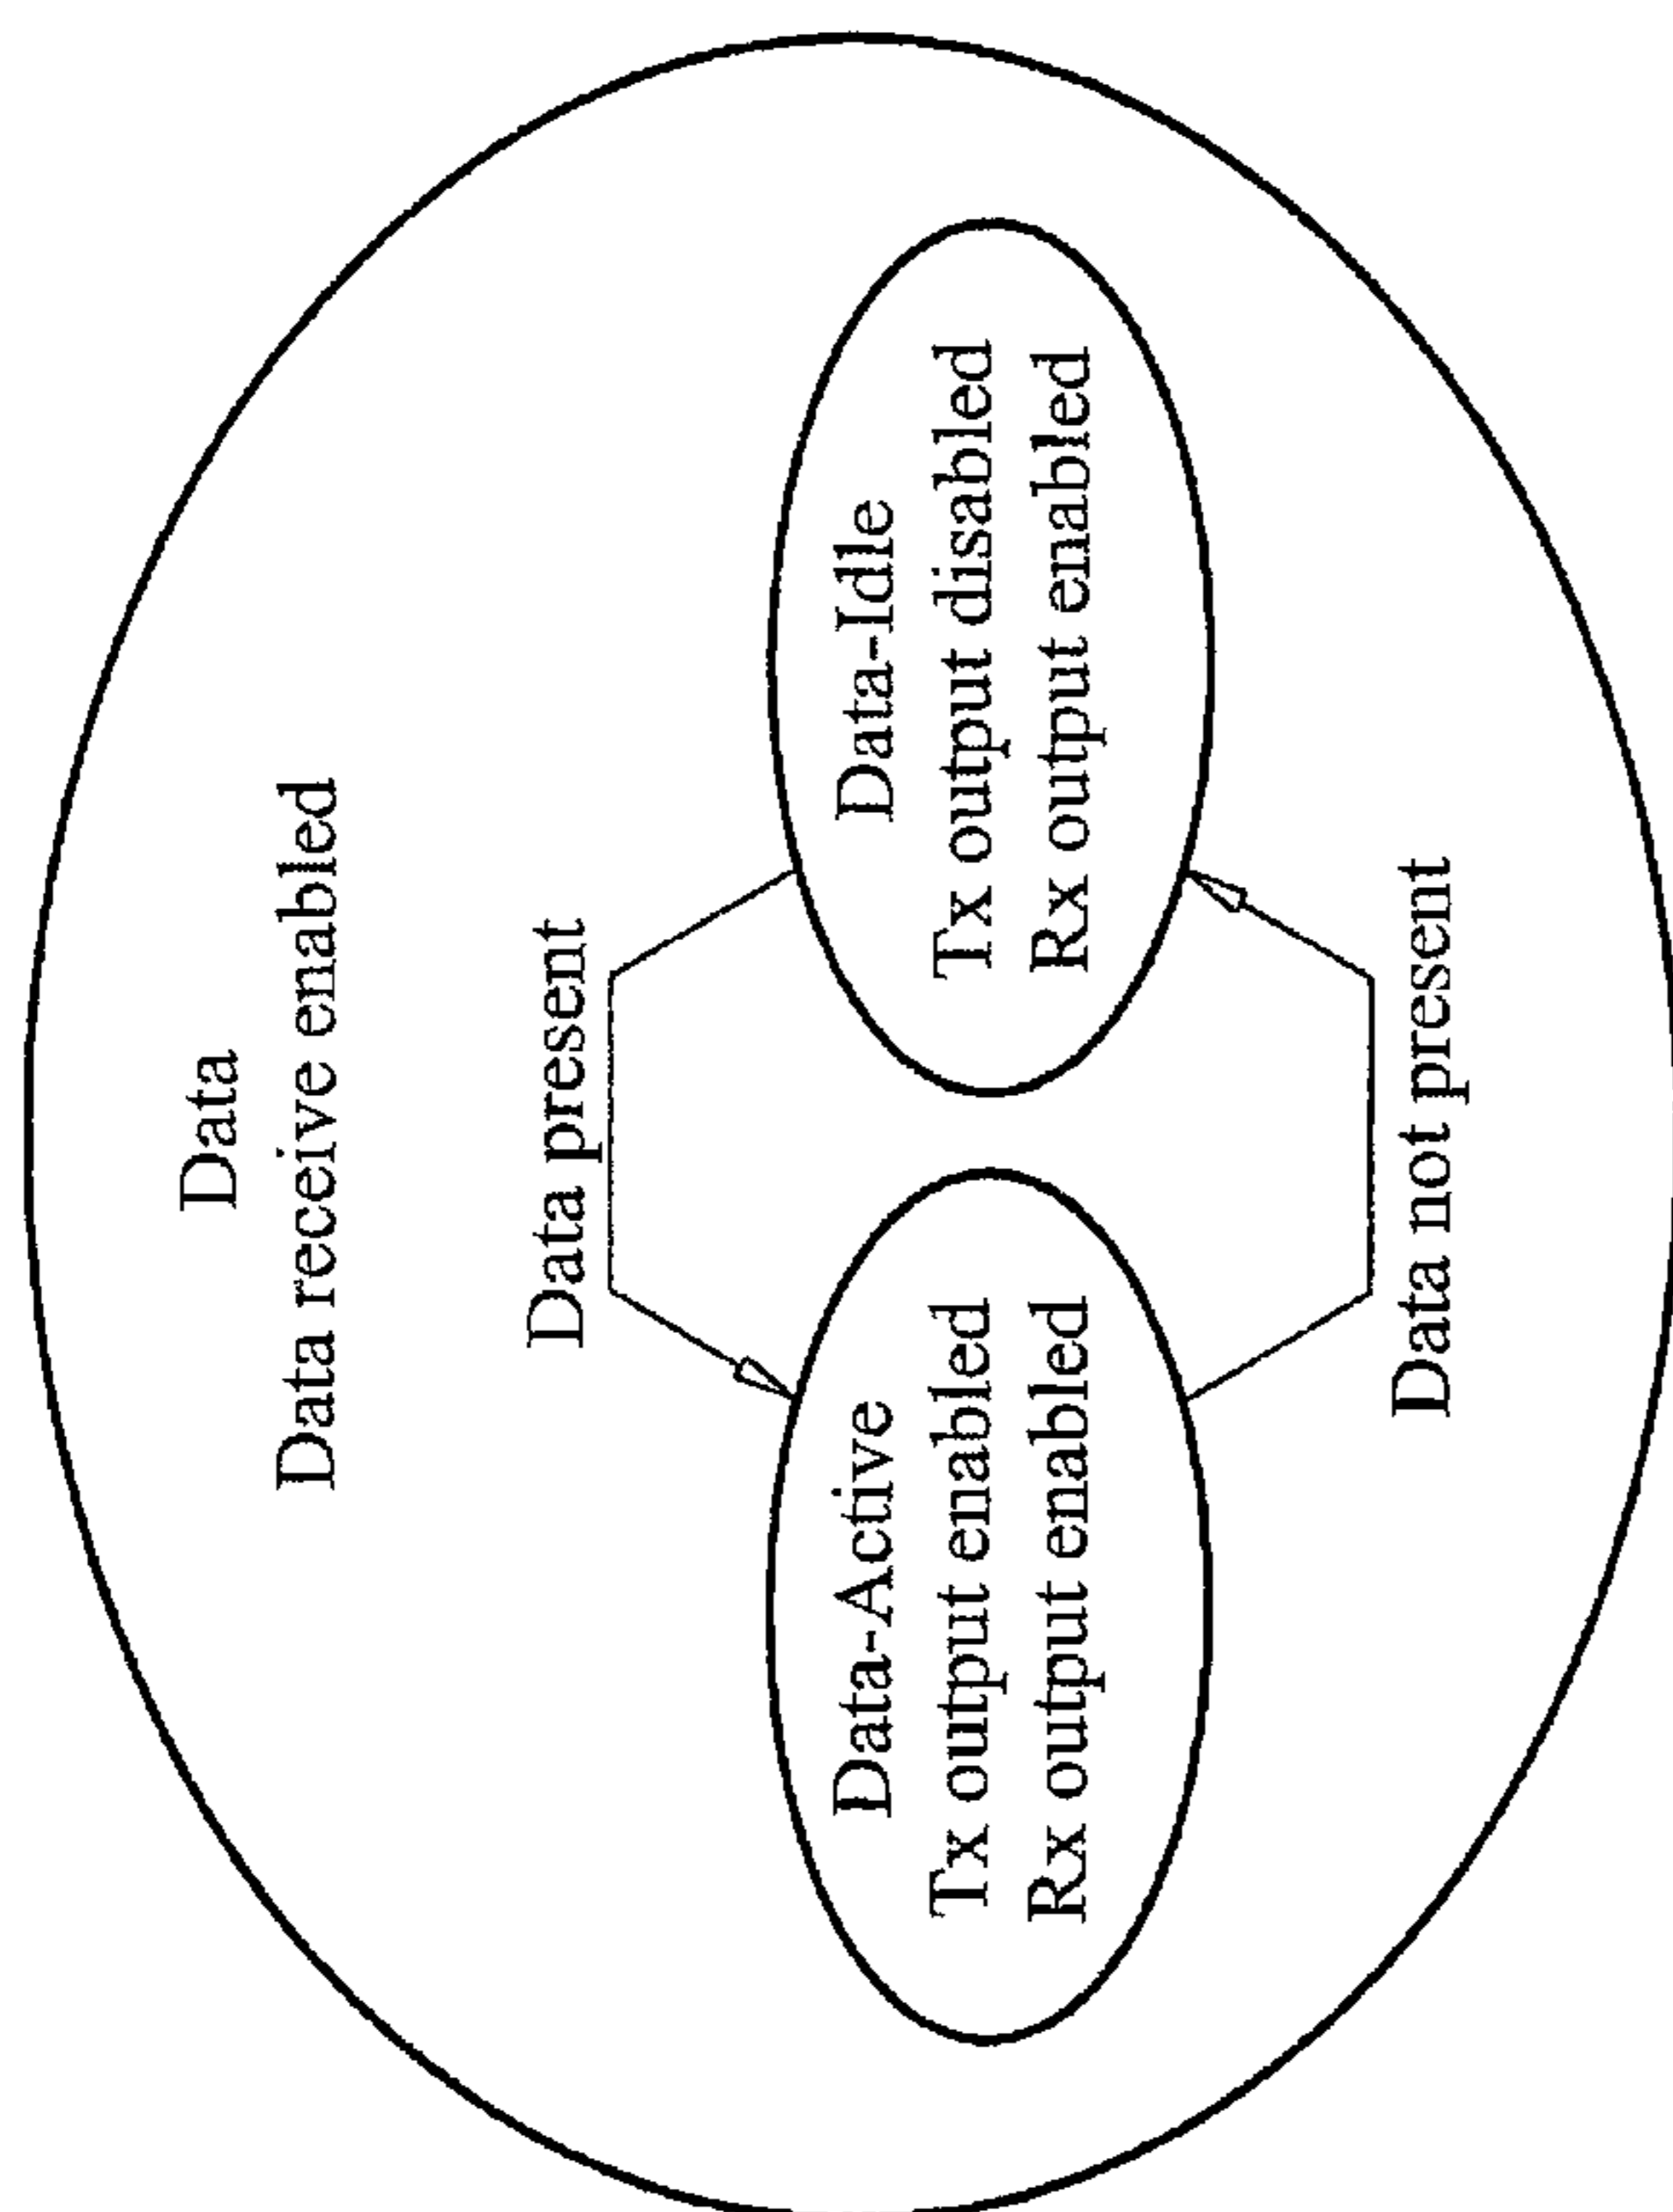 Data
Data receive enabled
Data present
Data-Active
Tx output enabled
Rx output enabled
Data-Idle
Tx output disabled
Rx output enabled
Data not present